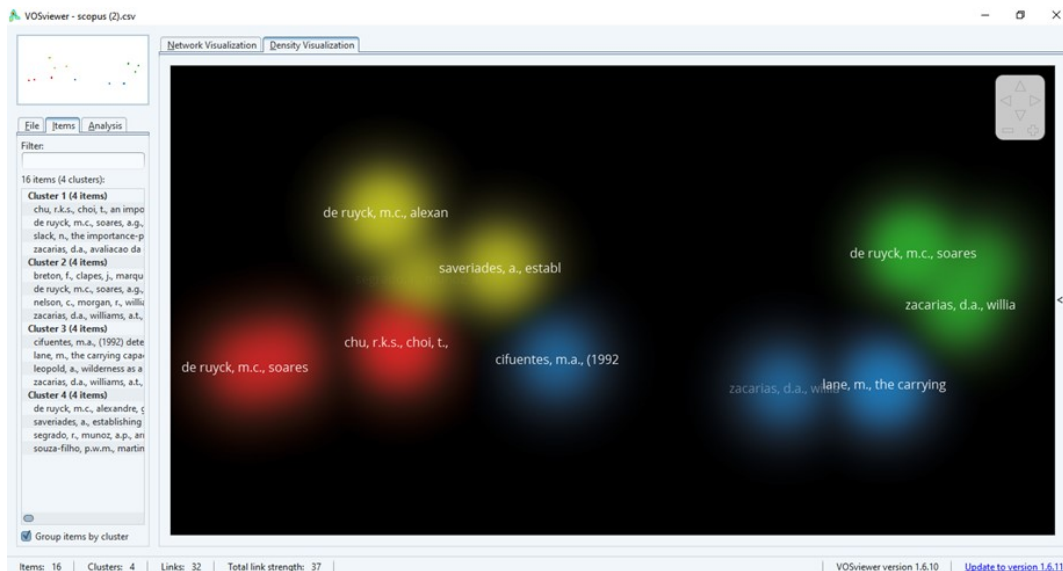 VOSviewer - scopus (2).csv
Network Visualization Density Visualization
File Items Analysis
Filter:
16 items (4 clusters):
Cluster 1 (4 items)
chu, r.k.s., choi, t., an impo
de ruyck, m.c., soares, a.g.,
slack, n., the importance-p
zacarias, d.a., avaliacao da
Cluster 2 (4 items)
breton, f., clapes, j., marqu
de ruyck, m.c., soares, a.g.,
nelson, c., morgan, r., willia
zacarias, d.a., williams, a.t.,
Cluster 3 (4 items)
cifuentes, m.a., (1992) dete
lane, m., the carrying capa
leopold, a., wilderness as a
zacarias, d.a., williams, a.t.,
Cluster 4 (4 items)
de ruyck, m.c., alexandre, g
saveriades, a., establishing
segrado, r., munoz, a.p., arr
souza-filho, p.w.m., martin
Group items by cluster
de ruyck, m.c., alexan
saveriades, a., establ
chu, r.k.s., choi, t.,
de ruyck, m.c., soares
cifuentes, m.a., (1992
de ruyck, m.c., soares
zacarias, d.a., willia
zacarias, d.a., willia
lane, m., the carrying
Items: 16 Clusters: 4 Links: 32 Total link strength: 37 VOSviewer version 1.6.10 Update to version 1.6.13